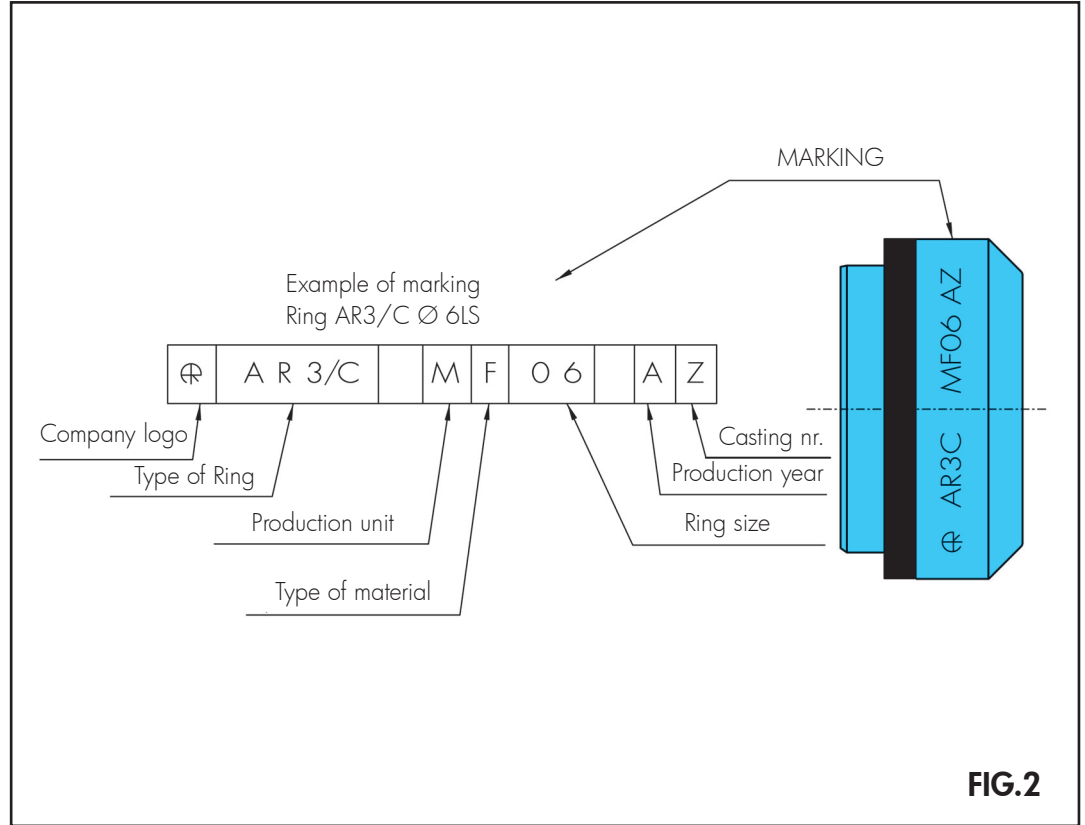 MARKING
Example of marking
Ring AR3/C Ø 6LS
A R 3/C M F 0 6 A Z
Company logo
Type of Ring
Production unit
Type of material
Casting nr.
Production year
Ring size
AR3C MF06 AZ
FIG.2